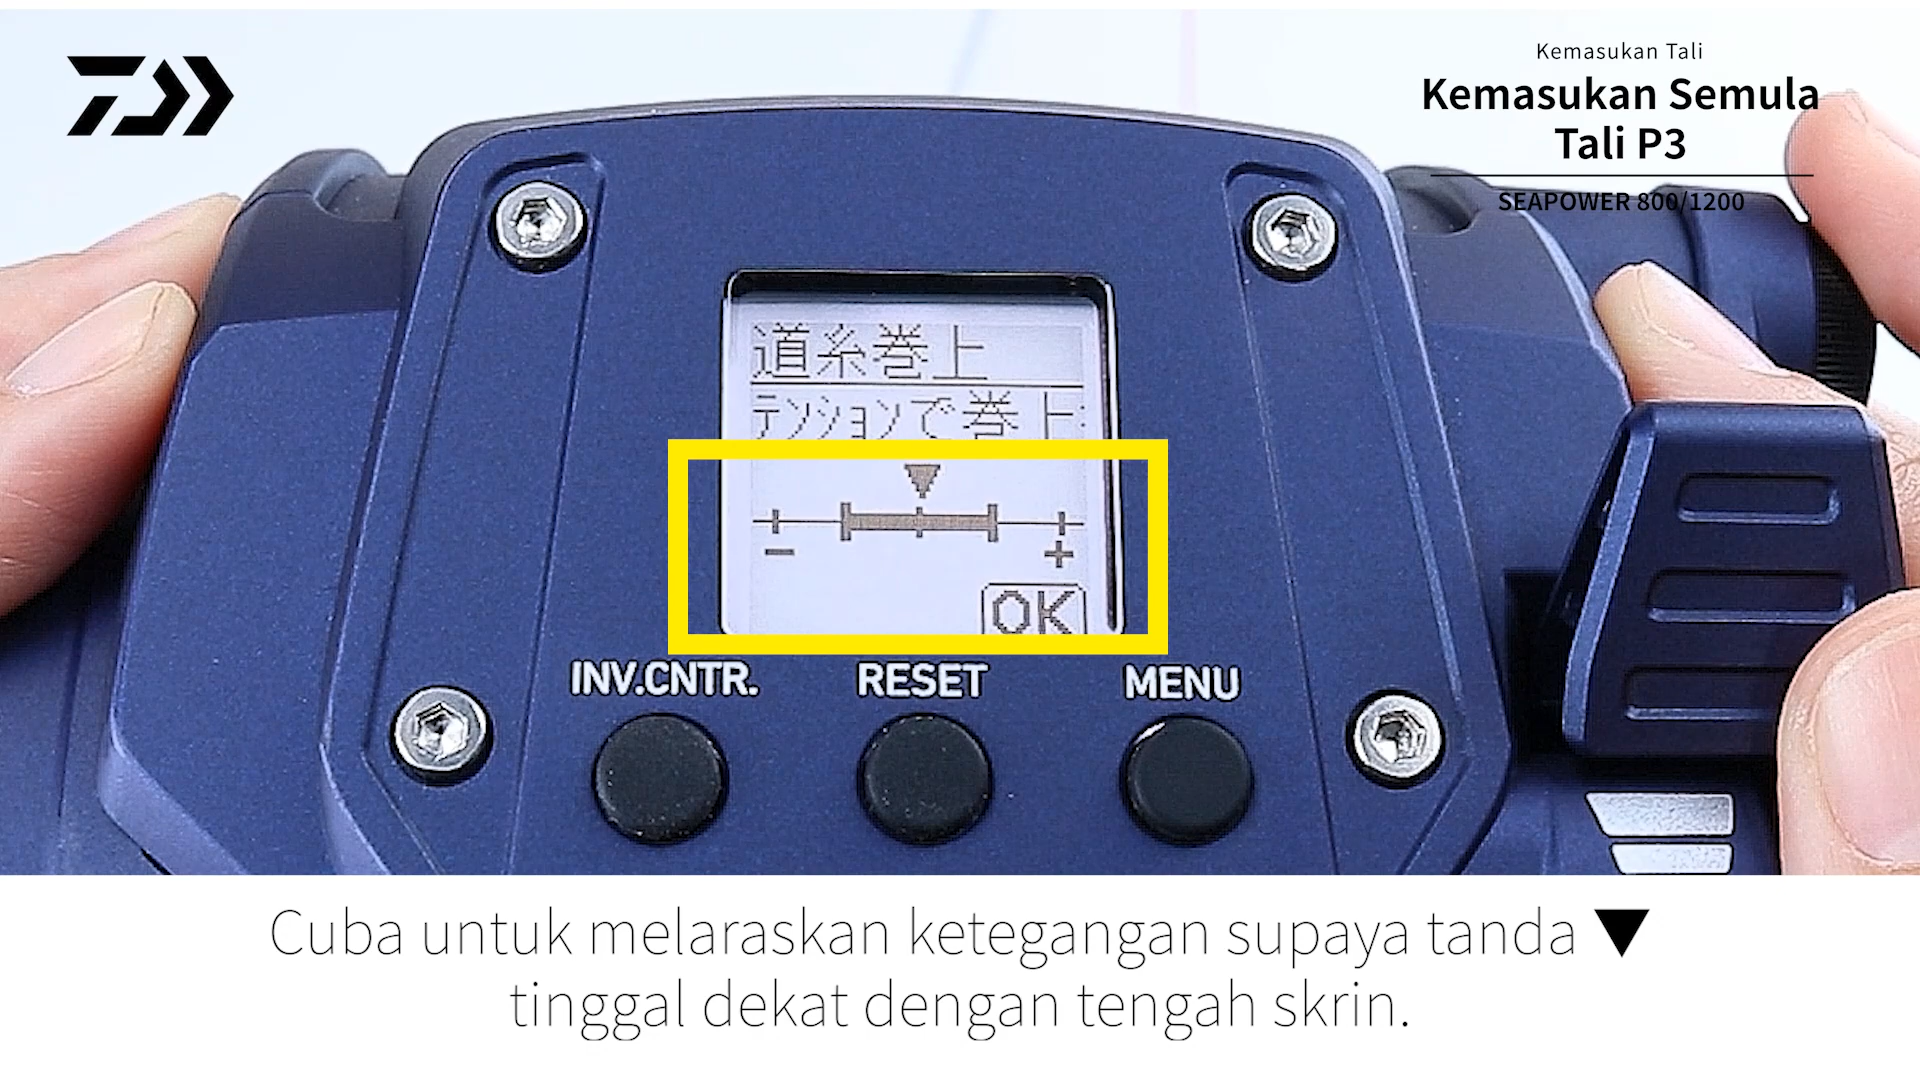 Kemasukan Tali
Kemasukan Semula
Tali P3
SEAPOWER 800/1200
道糸巻上
テンションで巻上
－
+
OK
INV.CNTR.
RESET
MENU
Cuba untuk melaraskan ketegangan supaya tanda ▼
tinggal dekat dengan tengah skrin.